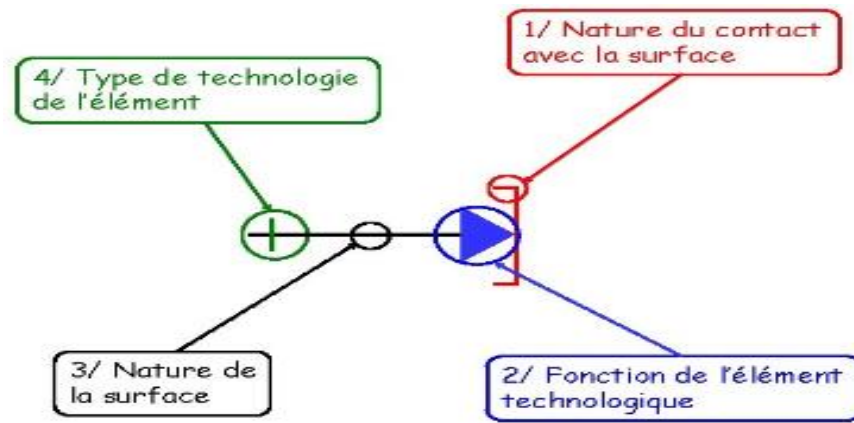 1/ Nature du contact
avec la surface
4/ Type de technologie
de l'élément
3/ Nature de
la surface
2/ Fonction de l'élément
technologique